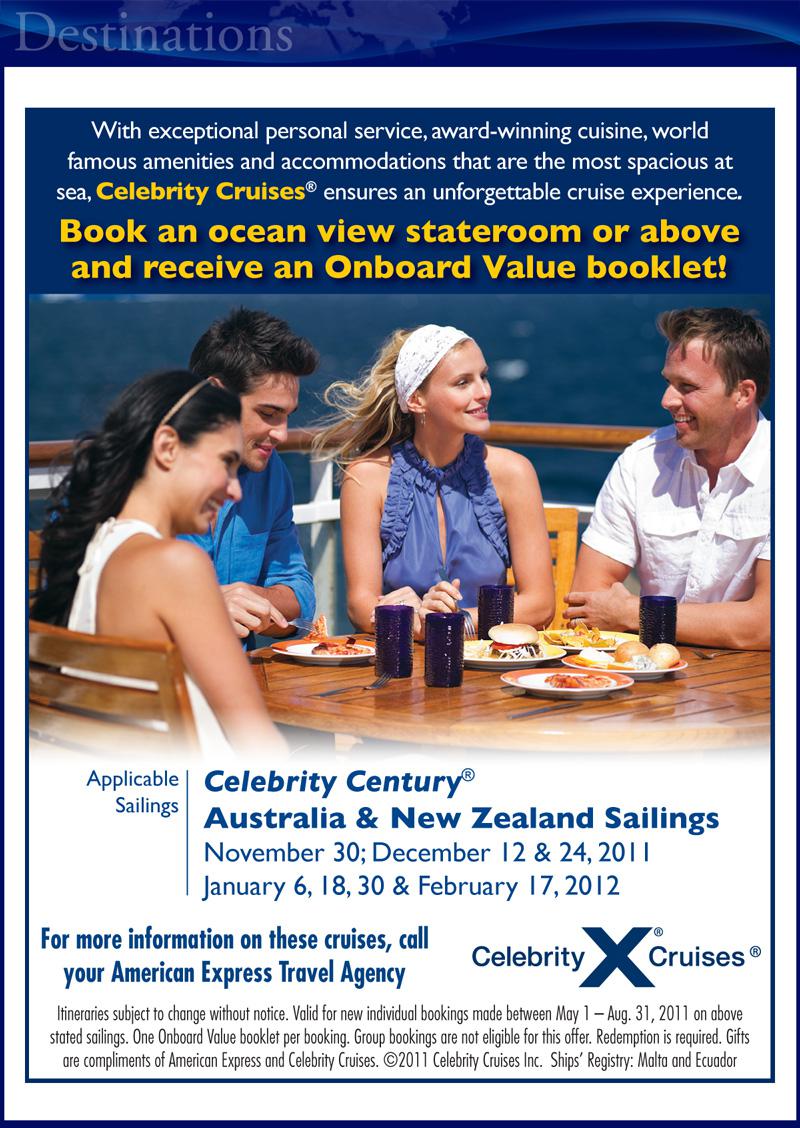 Destinations
With exceptional personal service, award-winning cuisine, world
famous amenities and accommodations that are the most spacious at
sea, Celebrity Cruises® ensures an unforgettable cruise experience.
Book an ocean view stateroom or above
and receive an Onboard Value booklet!
Applicable
Sailings
Celebrity Century®
Australia & New Zealand Sailings
November 30; December 12 & 24, 2011
January 6, 18, 30 & February 17, 2012
For more information on these cruises, call
your American Express Travel Agency
Celebrity X® Cruises®
Itineraries subject to change without notice. Valid for new individual bookings made between May 1 – Aug. 31, 2011 on above
stated sailings. One Onboard Value booklet per booking. Group bookings are not eligible for this offer. Redemption is required. Gifts
are compliments of American Express and Celebrity Cruises. ©2011 Celebrity Cruises Inc. Ships' Registry: Malta and Ecuador